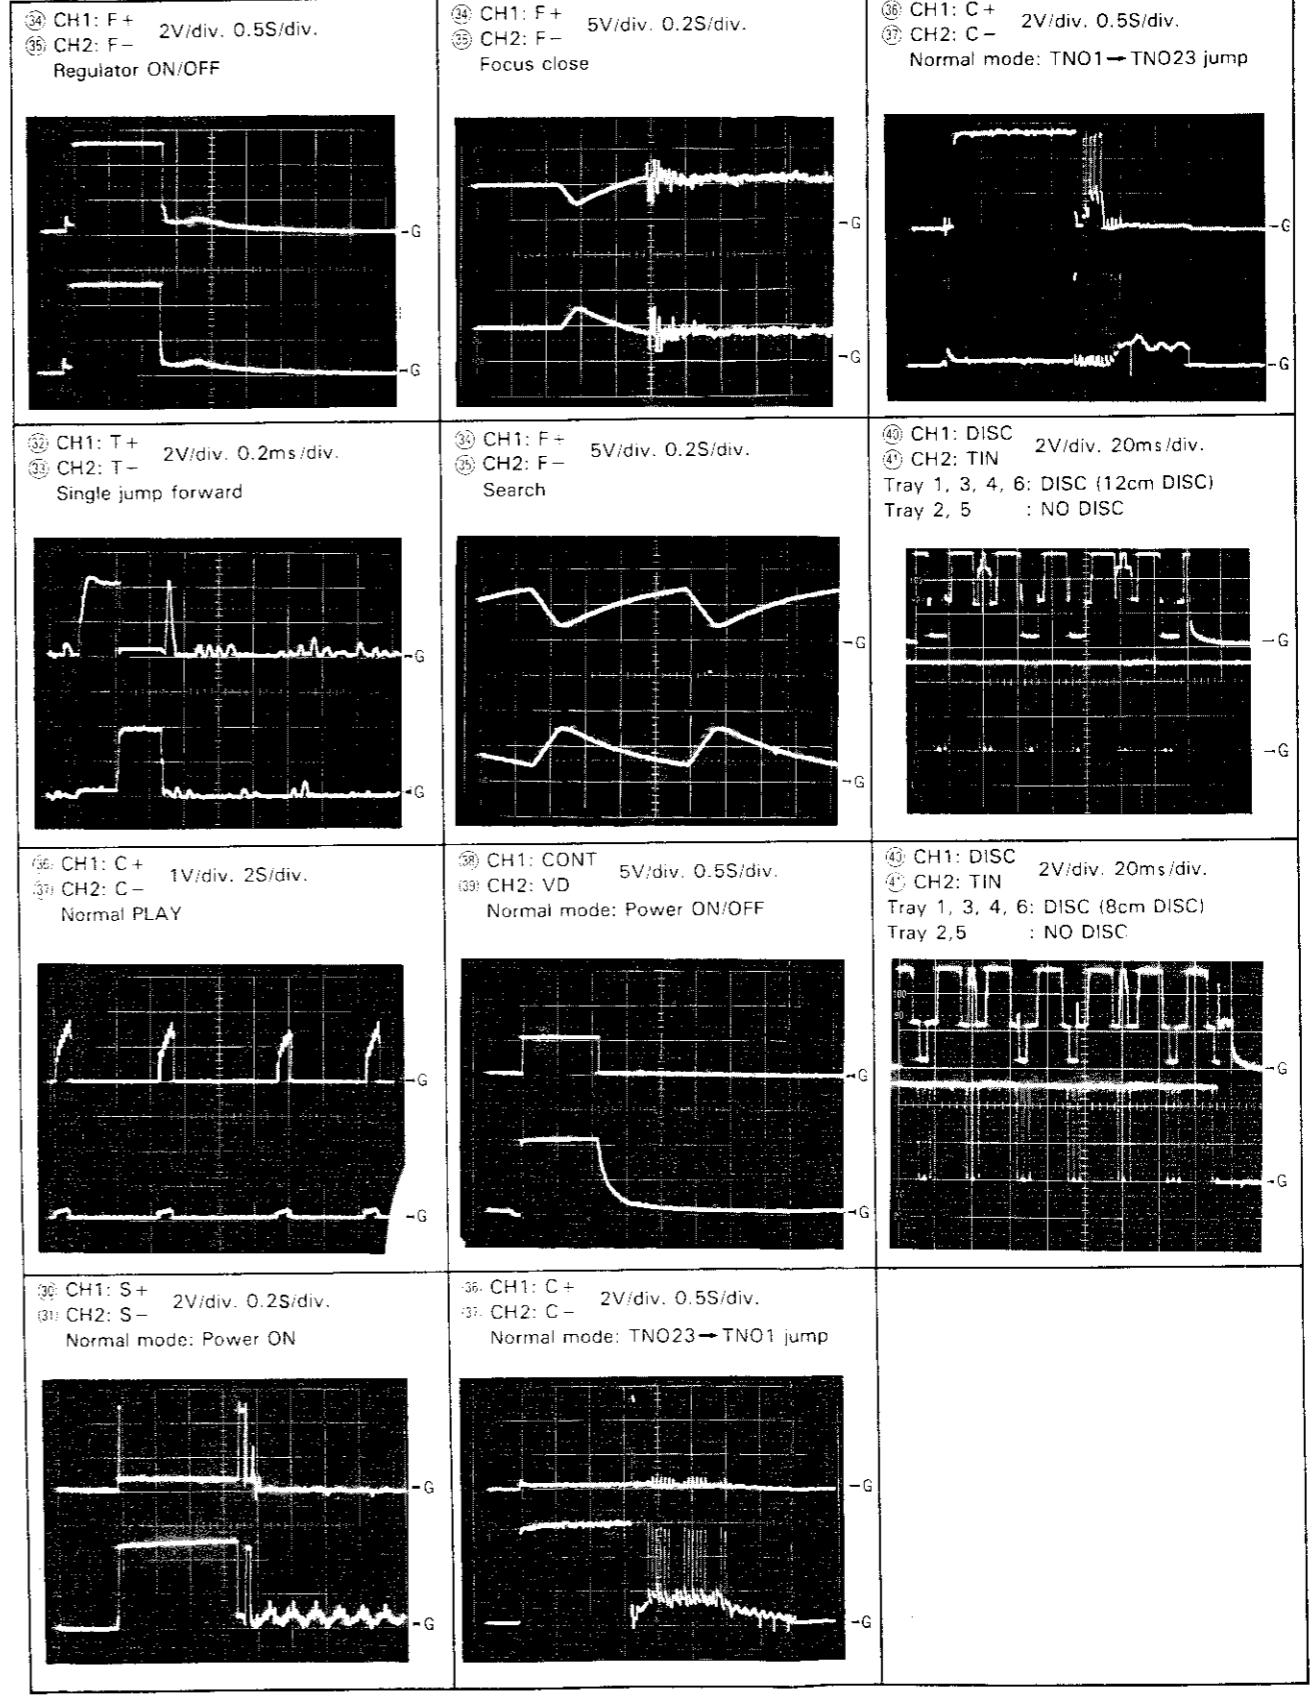 ㉞ CH1: F+
2V/div. 0.5S/div.
㉟ CH2: F−
Regulator ON/OFF
-G
-G
㉞ CH1: F+
5V/div. 0.2S/div.
㉟ CH2: F−
Focus close
-G
-G
㊱ CH1: C+
2V/div. 0.5S/div.
㊲ CH2: C−
Normal mode: TNO1→TNO23 jump
-G
-G
㉜ CH1: T+
2V/div. 0.2ms/div.
㉝ CH2: T−
Single jump forward
-G
-G
㉞ CH1: F+
5V/div. 0.2S/div.
㉟ CH2: F−
Search
-G
-G
㊵ CH1: DISC
2V/div. 20ms/div.
㊶ CH2: TIN
Tray 1, 3, 4, 6: DISC (12cm DISC)
Tray 2, 5 : NO DISC
-G
-G
㊱ CH1: C+
1V/div. 2S/div.
㊲ CH2: C−
Normal PLAY
-G
-G
㊳ CH1: CONT
5V/div. 0.5S/div.
㊴ CH2: VD
Normal mode: Power ON/OFF
-G
-G
CH1: DISC
2V/div. 20ms/div.
CH2: TIN
Tray 1, 3, 4, 6: DISC (8cm DISC)
Tray 2,5 : NO DISC
100
90
-G
-G
㉚ CH1: S+
2V/div. 0.2S/div.
㉛ CH2: S−
Normal mode: Power ON
-G
-G
36 CH1: C+
2V/div. 0.5S/div.
37 CH2: C−
Normal mode: TNO23→TNO1 jump
-G
-G